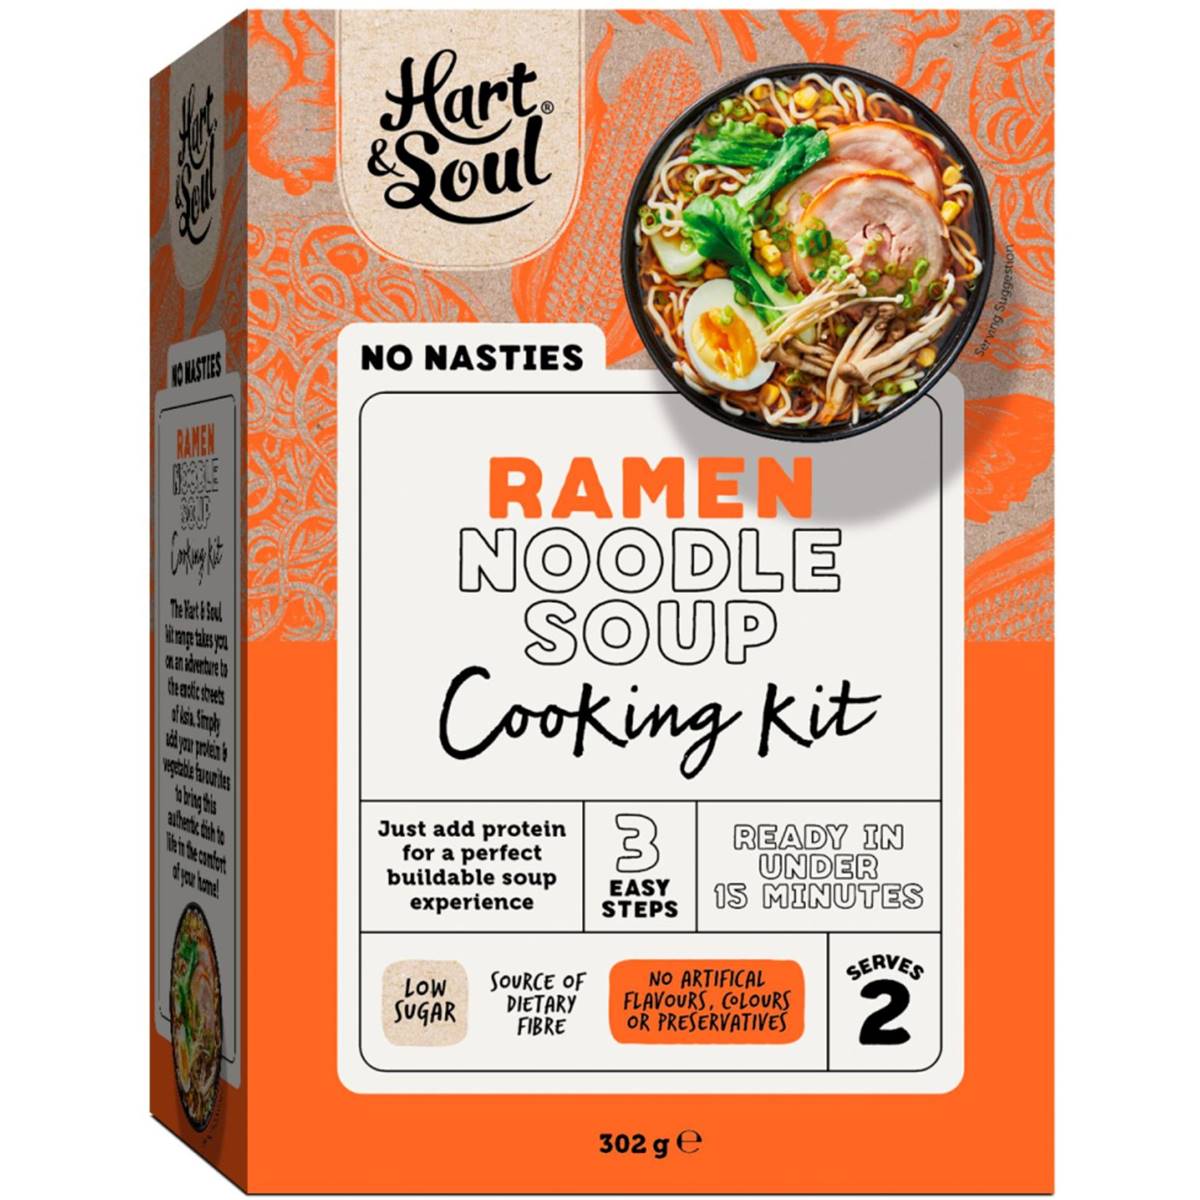 Hart®
& Soul
NO NASTIES
RAMEN
NOODLE
SOUP
Cooking Kit
Just add protein
for a perfect
buildable soup
experience
3
EASY
STEPS
READY IN
UNDER
15 MINUTES
LOW
SUGAR
SOURCE OF
DIETARY
FIBRE
NO ARTIFICAL
FLAVOURS, COLOURS
OR PRESERVATIVES
SERVES
2
302 g ℮
Serving Suggestion
Hart
& Soul
NO NASTIES
RAMEN
NOODLE
SOUP
Cooking Kit
The Hart & Soul
kit range takes you
on an adventure to
the exotic streets
of Asia. Simply
add your protein &
vegetable favourites
to bring this
authentic dish to
life in the comfort
of your home!